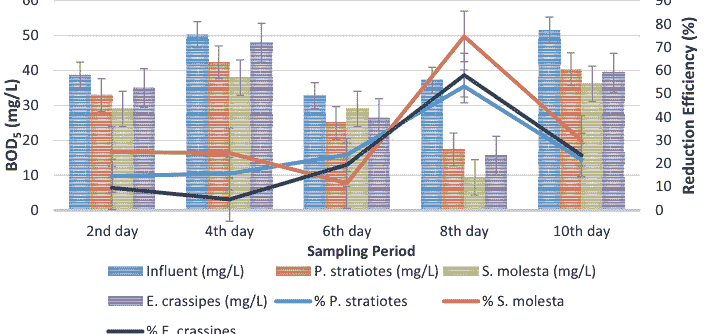 60
50
40
30
20
10
0
BOD5 (mg/L)
90
80
70
60
50
40
30
20
10
0
Reduction Efficiency (%)
2nd day 4th day 6th day 8th day 10th day
Sampling Period
Influent (mg/L) P. stratiotes (mg/L) S. molesta (mg/L)
E. crassipes (mg/L) % P. stratiotes % S. molesta
% E. crassipes